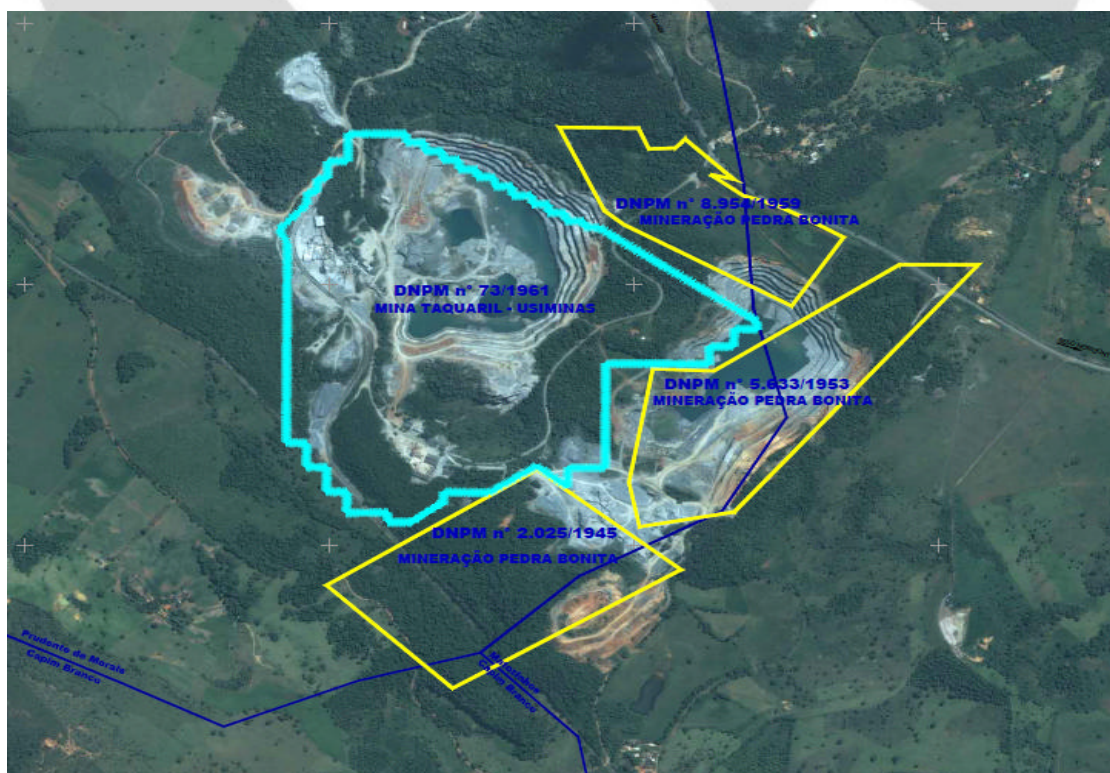 DNPM n° 8.954/1959
MINERAÇÃO PEDRA BONITA
DNPM n° 73/1961
MINA TAQUARIL - USIMINAS
DNPM n° 5.633/1953
MINERAÇÃO PEDRA BONITA
DNPM n° 2.025/1945
MINERAÇÃO PEDRA BONITA
Prudente de Morais
Capim Branco
Matozinhos
Capim Branco